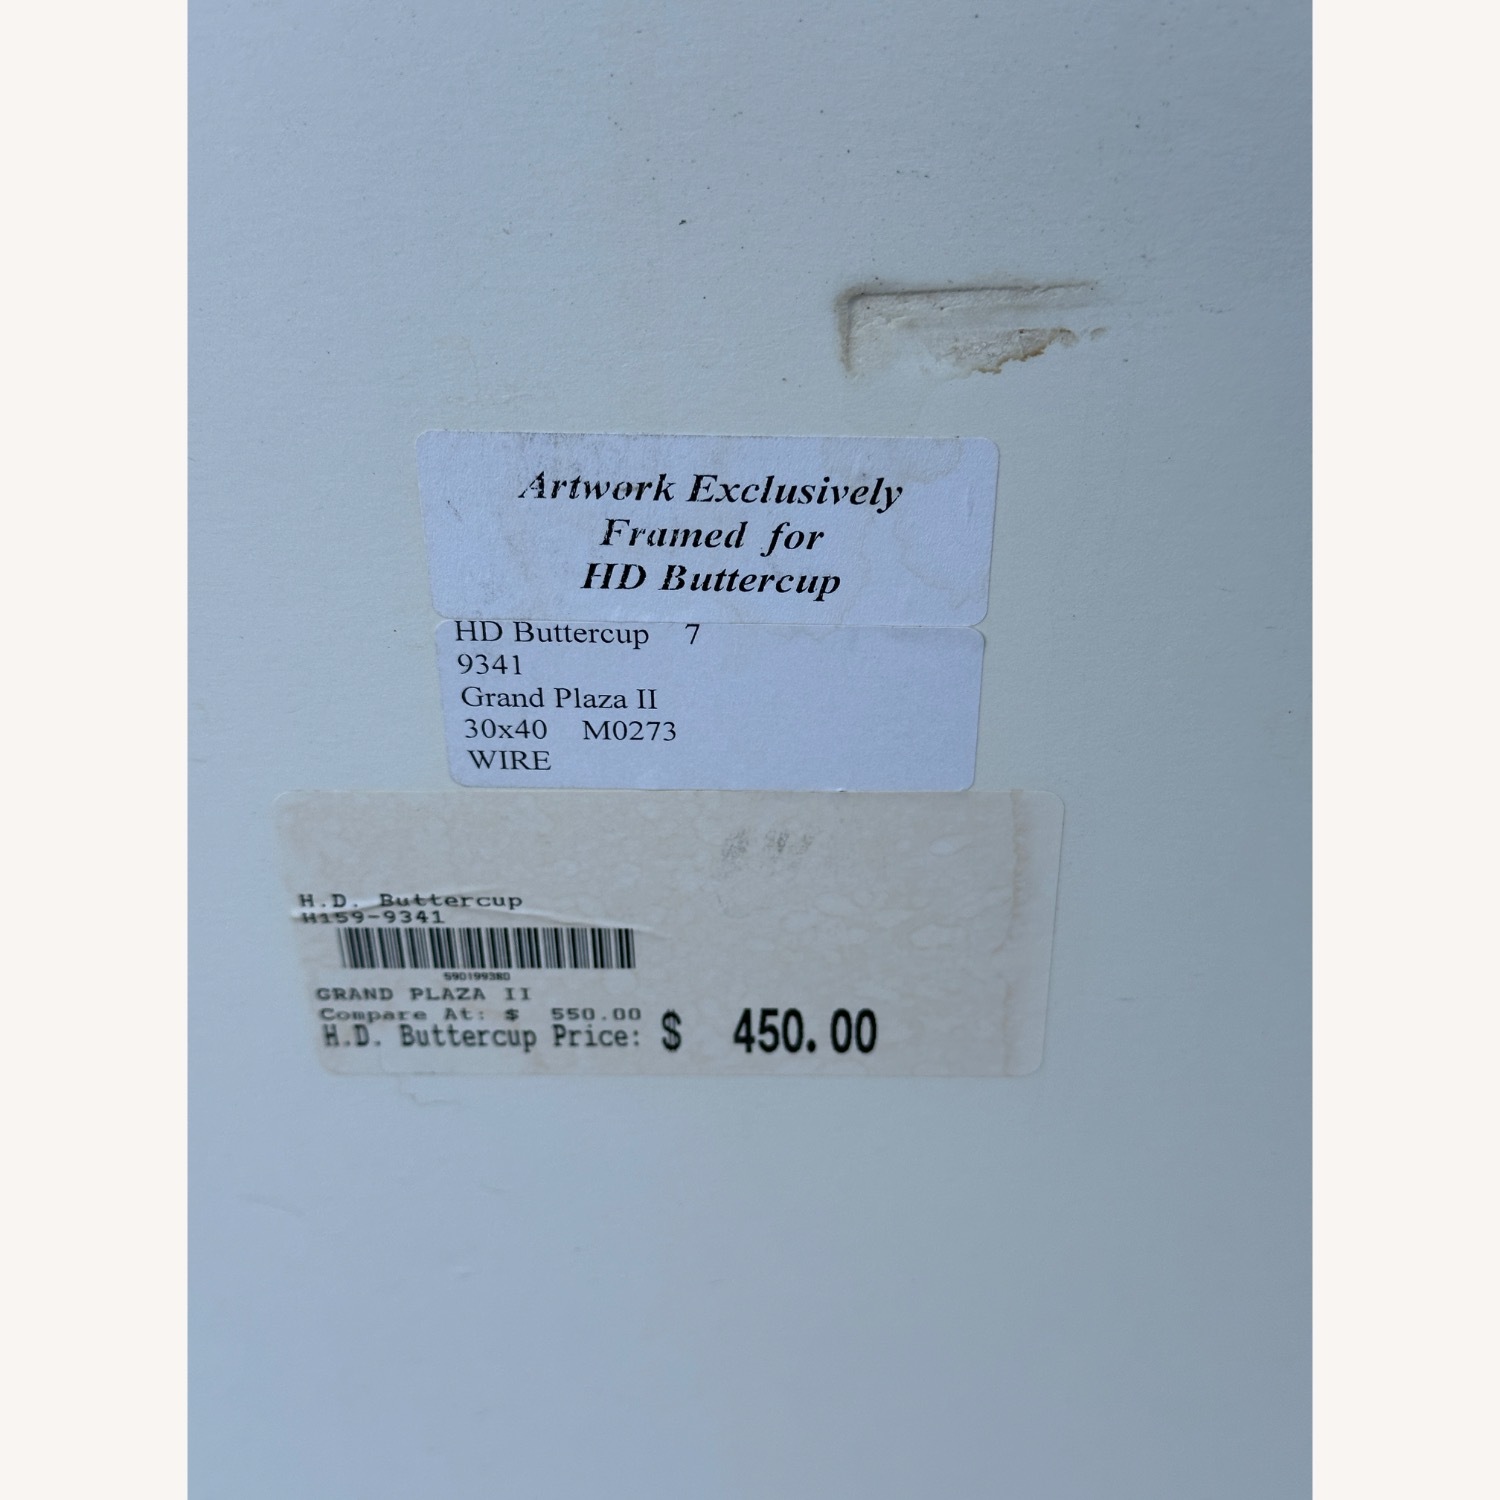 Artwork Exclusively
Framed for
HD Buttercup
HD Buttercup 7
9341
Grand Plaza II
30x40 M0273
WIRE
H.D. Buttercup
H159-9341
590199380
GRAND PLAZA II
Compare At: $ 550.00
H.D. Buttercup Price: $ 450.00